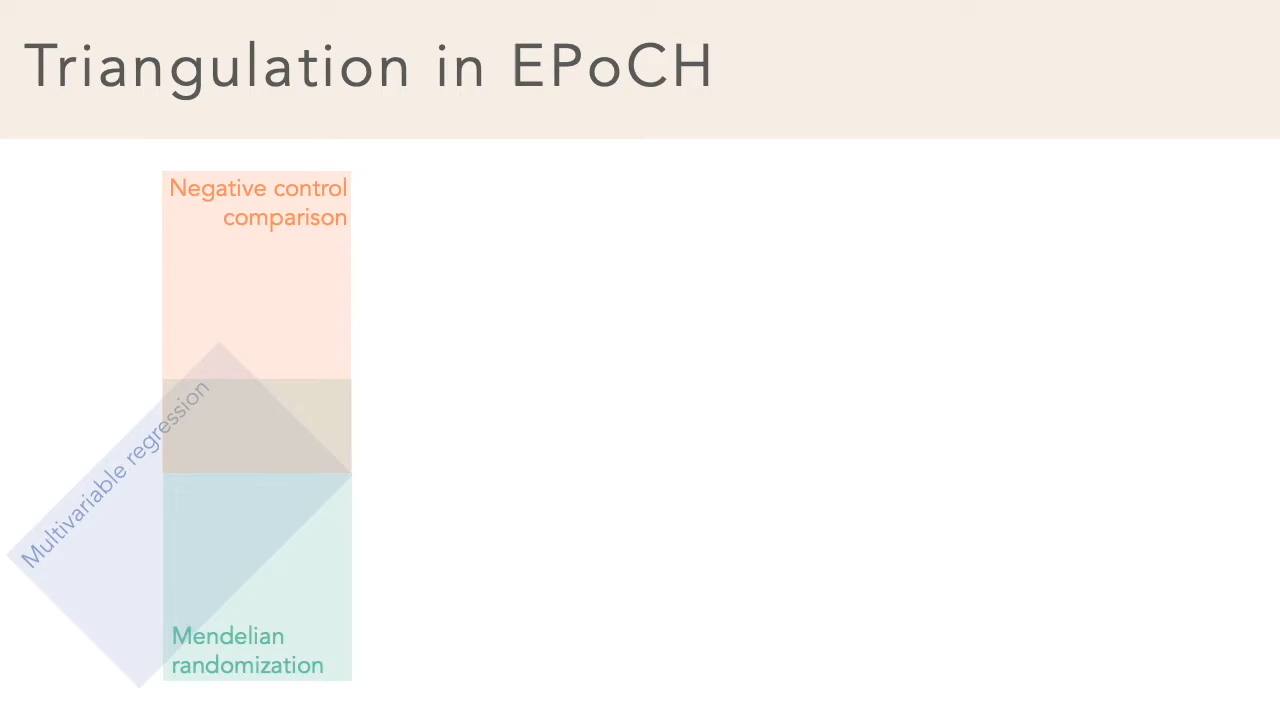 Triangulation in EPoCH
Negative control
comparison
Multivariable regression
Mendelian
randomization